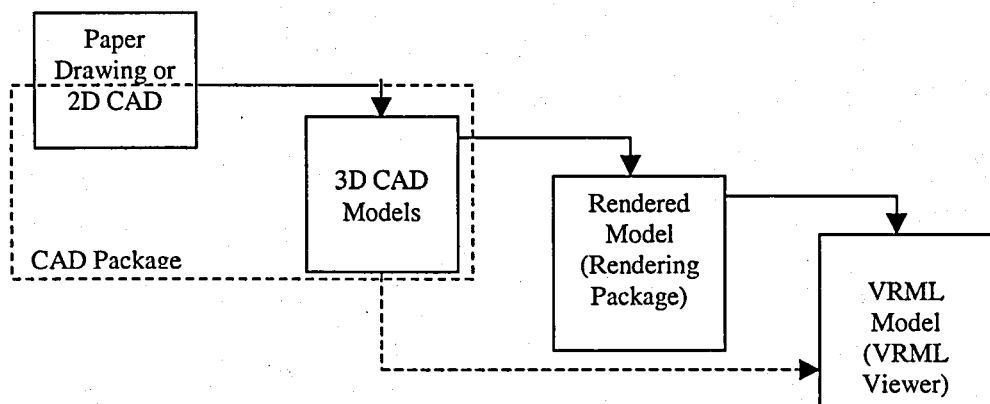 Paper
Drawing or
2D CAD
3D CAD
Models
CAD Package
Rendered
Model
(Rendering
Package)
VRML
Model
(VRML
Viewer)